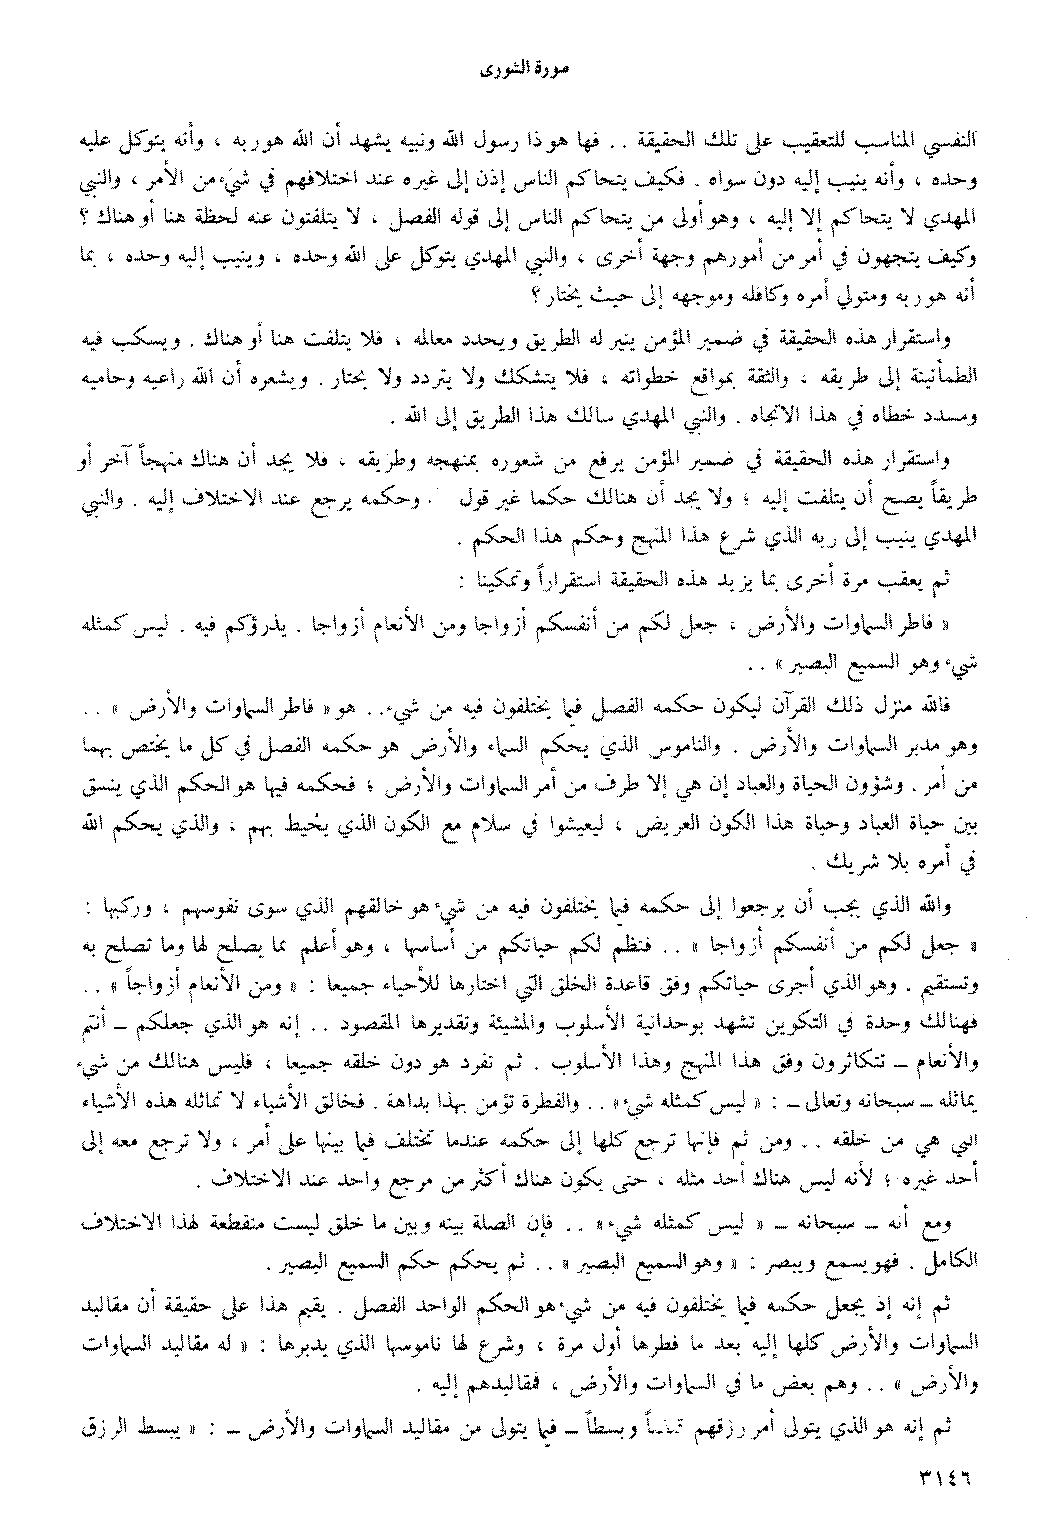 سورة الشورى
النفسي المناسب للتعقيب على تلك الحقيقة .. فها هو ذا رسول الله ونبيه يشهد أن الله هو ربه ، وأنه يتوكل عليه
وحده ، وأنه ينيب إليه دون سواه . فكيف يتحاكم الناس إذن إلى غيره عند اختلافهم في شيء من الأمر ، والنبي
المهدي لا يتحاكم إلا إليه ، وهو أولى من يتحاكم الناس إلى قوله الفصل ، لا يتلفتون عنه لحظة هنا أو هناك ؟
وكيف يتجهون في أمر من أمورهم وجهة أخرى ، والنبي المهدي يتوكل على الله وحده ، وينيب إليه وحده ، بما
أنه هو ربه ومتولي أمره وكافله وموجهه إلى حيث يختار ؟
واستقرار هذه الحقيقة في ضمير المؤمن ينير له الطريق ويحدد معالمه ، فلا يتلفت هنا أو هناك . ويسكب فيه
الطمأنينة إلى طريقه ، والثقة بمواقع خطواته ، فلا يتشكك ولا يتردد ولا يحتار . ويشعره أن الله راعيه وحاميه
ومسدد خطاه في هذا الاتجاه . والنبي المهدي سالك هذا الطريق إلى الله .
واستقرار هذه الحقيقة في ضمير المؤمن يرفع من شعوره بمنهجه وطريقه ، فلا يجد أن هناك منهجاً آخر أو
طريقاً يصح أن يتلفت إليه ؛ ولا يجد أن هنالك حكما غير قول . وحكمه يرجع عند الاختلاف إليه . والنبي
المهدي ينيب إلى ربه الذي شرع هذا المنهج وحكم هذا الحكم .
ثم يعقب مرة أخرى بما يزيد هذه الحقيقة استقراراً وتمكينا :
« فاطر السماوات والأرض ، جعل لكم من أنفسكم أزواجا ومن الأنعام أزواجا . يذرؤكم فيه . ليس كمثله
شيء وهو السميع البصير » ..
فالله منزل ذلك القرآن ليكون حكمه الفصل فيما يختلفون فيه من شيء.. هو « فاطر السماوات والأرض » ..
وهو مدبر السماوات والأرض . والناموس الذي يحكم السماء والأرض هو حكمه الفصل في كل ما يختص بهما
من أمر . وشؤون الحياة والعباد إن هي إلا طرف من أمر السماوات والأرض ؛ فحكمه فيها هو الحكم الذي ينسق
بين حياة العباد وحياة هذا الكون العريض ، ليعيشوا في سلام مع الكون الذي يحيط بهم ، والذي يحكم الله
في أمره بلا شريك .
والله الذي يجب أن يرجعوا إلى حكمه فيما يختلفون فيه من شيء هو خالقهم الذي سوى نفوسهم ، وركبها :
« جعل لكم من أنفسكم أزواجا » .. فنظم لكم حياتكم من أساسها ، وهو أعلم بما يصلح لها وما تصلح به
وتستقيم . وهو الذي أجرى حياتكم وفق قاعدة الخلق التي اختارها للأحياء جميعا : « ومن الأنعام أزواجاً » ..
فهنالك وحدة في التكوين تشهد بوحدانية الأسلوب والمشيئة وتقديرها المقصود .. إنه هو الذي جعلكم – أنتم
والأنعام – تتكاثرون وفق هذا المنهج وهذا الأسلوب . ثم تفرد هو دون خلقه جميعا ، فليس هنالك من شيء
يماثله – سبحانه وتعالى – : « ليس كمثله شيء» .. والفطرة تؤمن بهذا بداهة . فخالق الأشياء لا تماثله هذه الأشياء
التي هي من خلقه .. ومن ثم فإنها ترجع كلها إلى حكمه عندما تختلف فيما بينها على أمر ، ولا ترجع معه إلى
أحد غيره ؛ لأنه ليس هناك أحد مثله ، حتى يكون هناك أكثر من مرجع واحد عند الاختلاف .
ومع أنه – سبحانه – « ليس كمثله شيء» .. فإن الصلة بينه وبين ما خلق ليست منقطعة لهذا الاختلاف
الكامل . فهو يسمع ويبصر : « وهو السميع البصير » .. ثم يحكم حكم السميع البصير .
ثم إنه إذ يجعل حكمه فيما يختلفون فيه من شيء هو الحكم الواحد الفصل . يقيم هذا على حقيقة أن مقاليد
السماوات والأرض كلها إليه بعد ما فطرها أول مرة ، وشرع لها ناموسها الذي يدبرها : « له مقاليد السماوات
والأرض » .. وهم بعض ما في السماوات والأرض ، فمقاليدهم إليه .
ثم إنه هو الذي يتولى أمر رزقهم قبضاً وبسطاً – فيما يتولى من مقاليد السماوات والأرض – : « يبسط الرزق
٣١٤٦